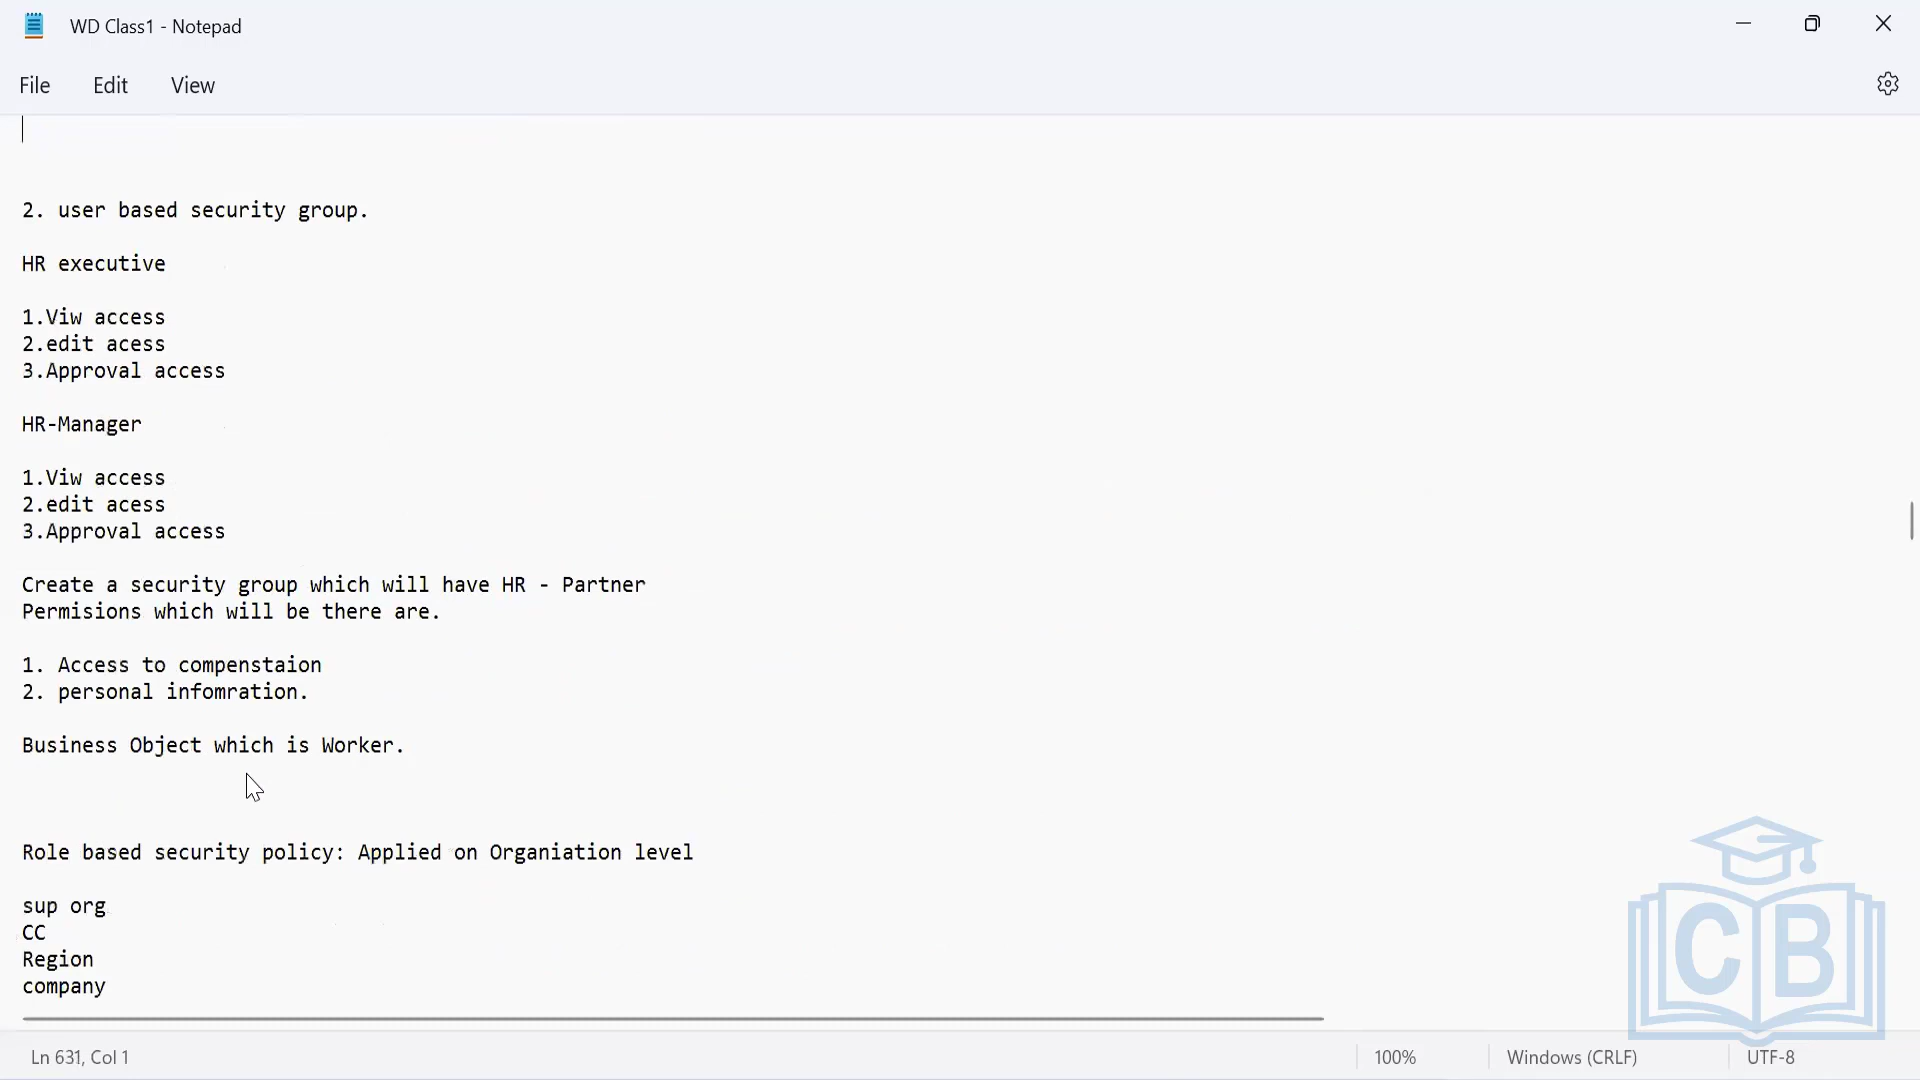 WD Class1 - Notepad
File Edit View
2. user based security group.
HR executive
1.Viw access
2.edit acess
3.Approval access
HR-Manager
1.Viw access
2.edit acess
3.Approval access
Create a security group which will have HR - Partner
Permisions which will be there are.
1. Access to compenstaion
2. personal infomration.
Business Object which is Worker.
Role based security policy: Applied on Organiation level
sup org
CC
Region
company
CB
Ln 631, Col 1 100% Windows (CRLF) UTF-8